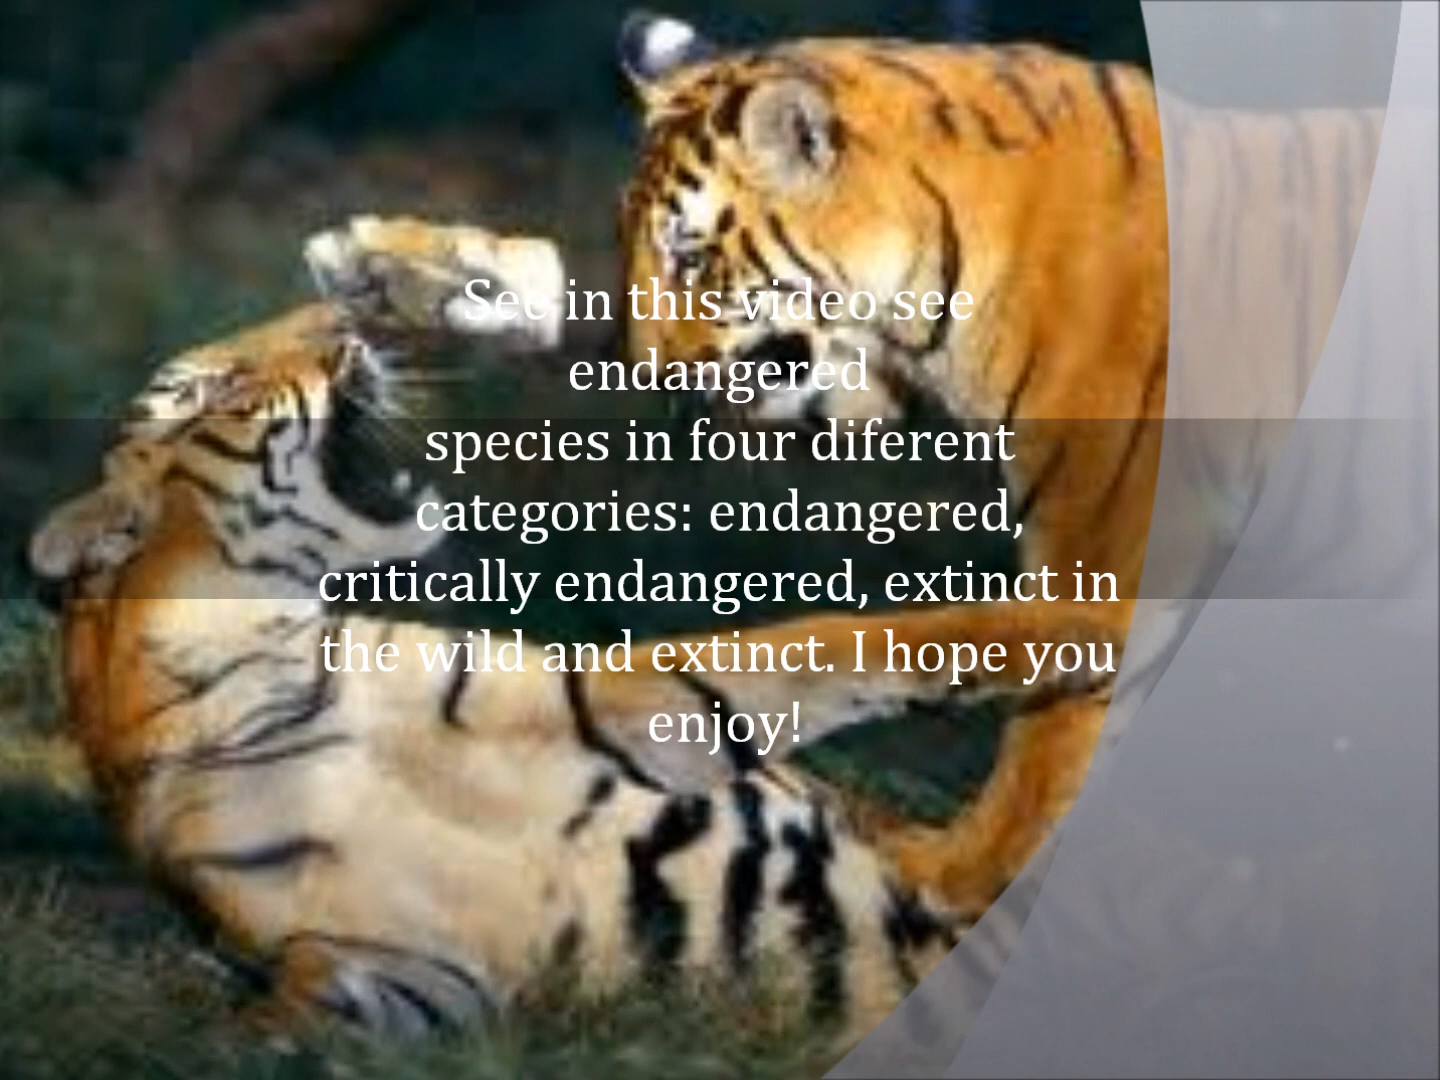 See in this video see
endangered
species in four diferent
categories: endangered,
critically endangered, extinct in
the wild and extinct. I hope you
enjoy!